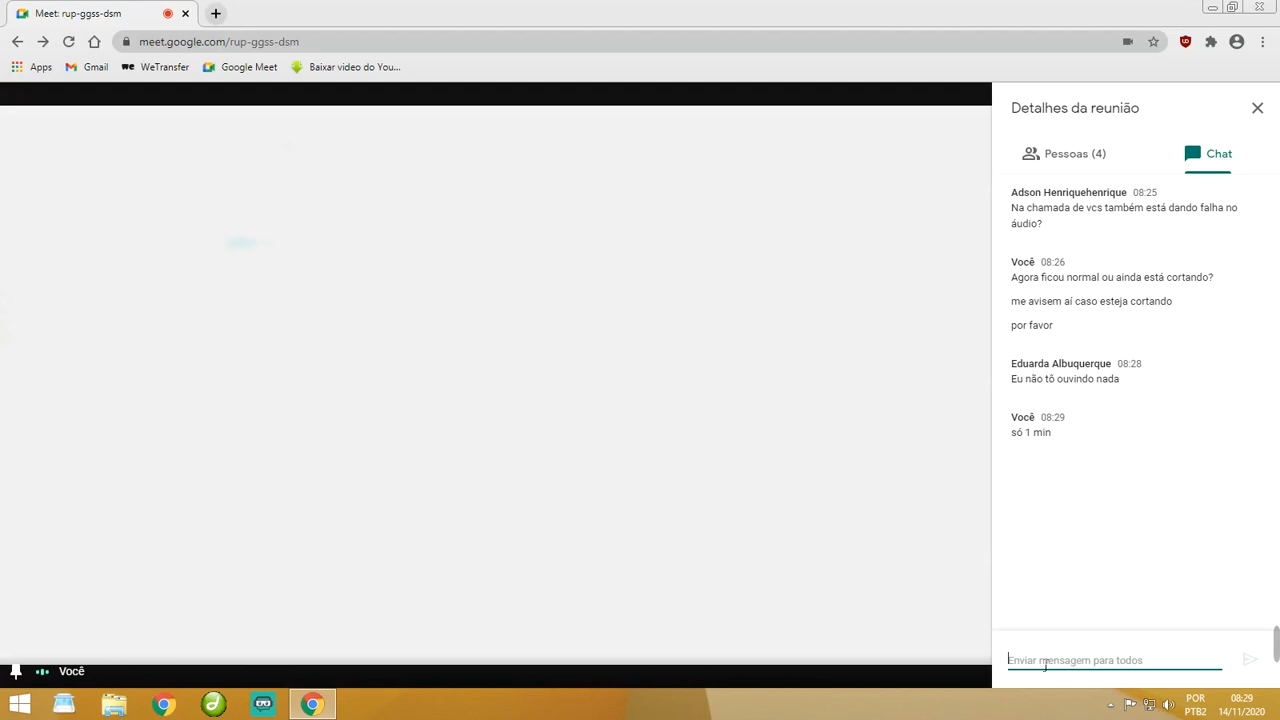 Meet: rup-ggss-dsm
meet.google.com/rup-ggss-dsm
Apps Gmail WeTransfer Google Meet Baixar video do You...
Detalhes da reunião
Pessoas (4) Chat
Adson Henriquehenrique 08:25
Na chamada de vcs também está dando falha no
áudio?
Você 08:26
Agora ficou normal ou ainda está cortando?
me avisem aí caso esteja cortando
por favor
Eduarda Albuquerque 08:28
Eu não tô ouvindo nada
Você 08:29
só 1 min
Enviar mensagem para todos
Você
POR 08:29
PTB2 14/11/2020